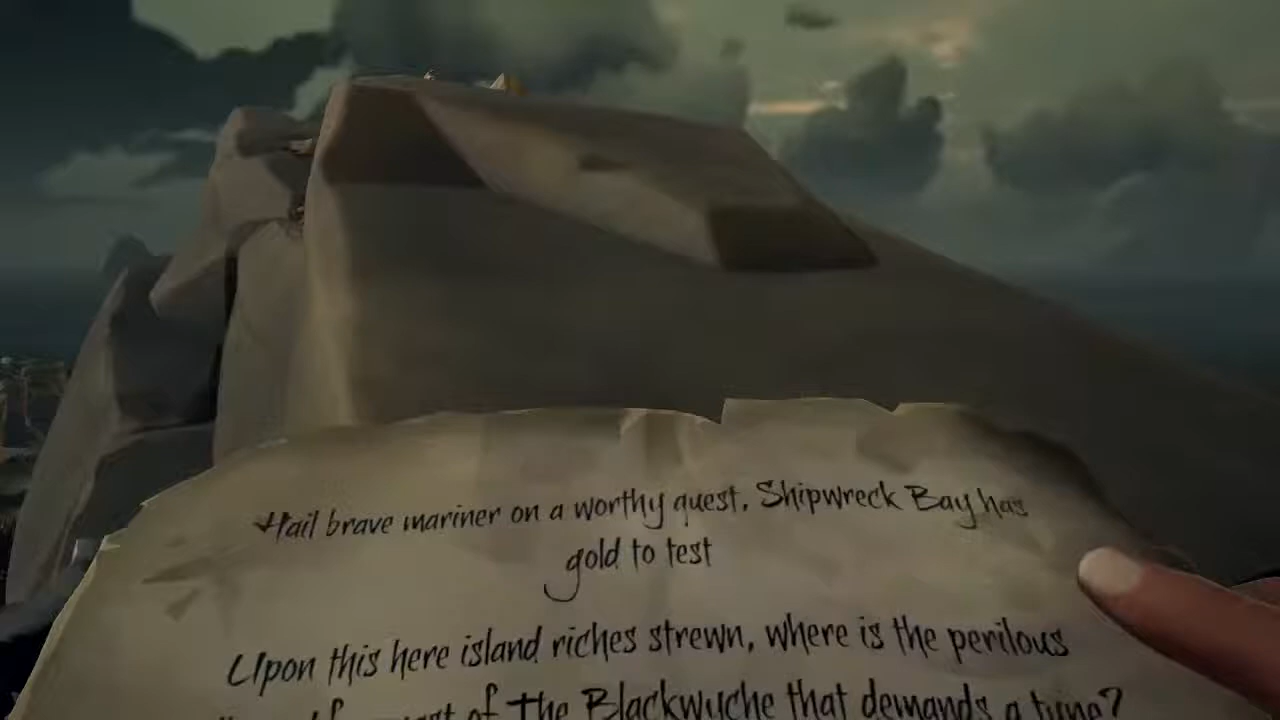 Hail brave mariner on a worthy quest, Shipwreck Bay has
gold to test
Upon this here island riches strewn, where is the perilous
of the Blackwyche that demands a tune?